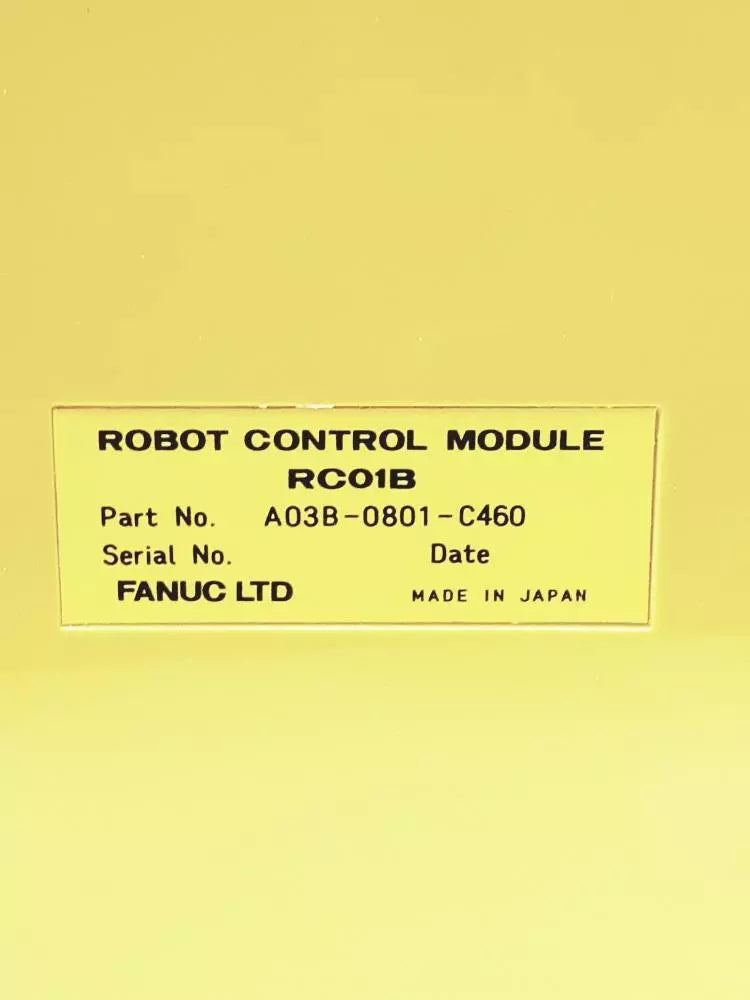 ROBOT CONTROL MODULE
RC01B
Part No. A03B-0801-C460
Serial No. Date
FANUC LTD MADE IN JAPAN